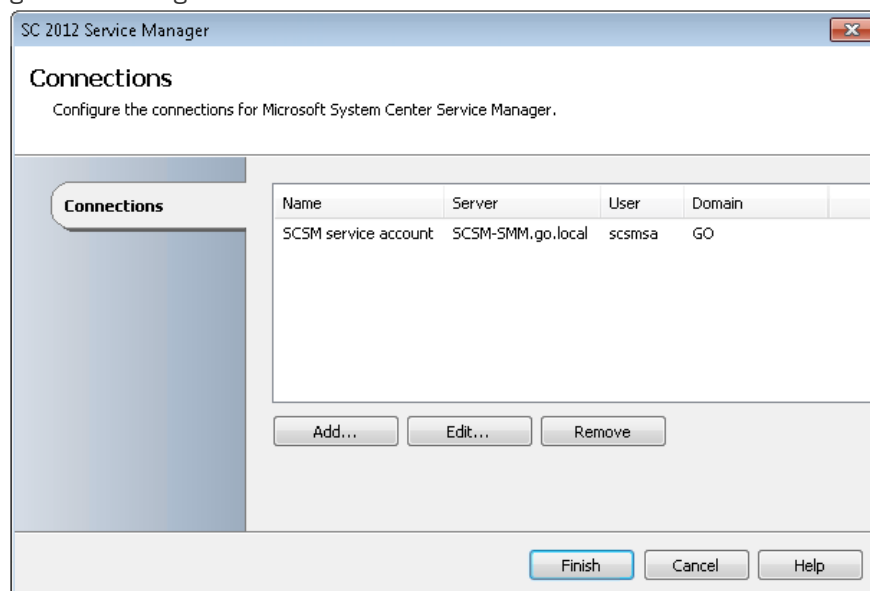 SC 2012 Service Manager
Connections
Configure the connections for Microsoft System Center Service Manager.
Connections
Name Server User Domain
SCSM service account SCSM-SMM.go.local scsmsa GO
Add... Edit... Remove
Finish Cancel Help